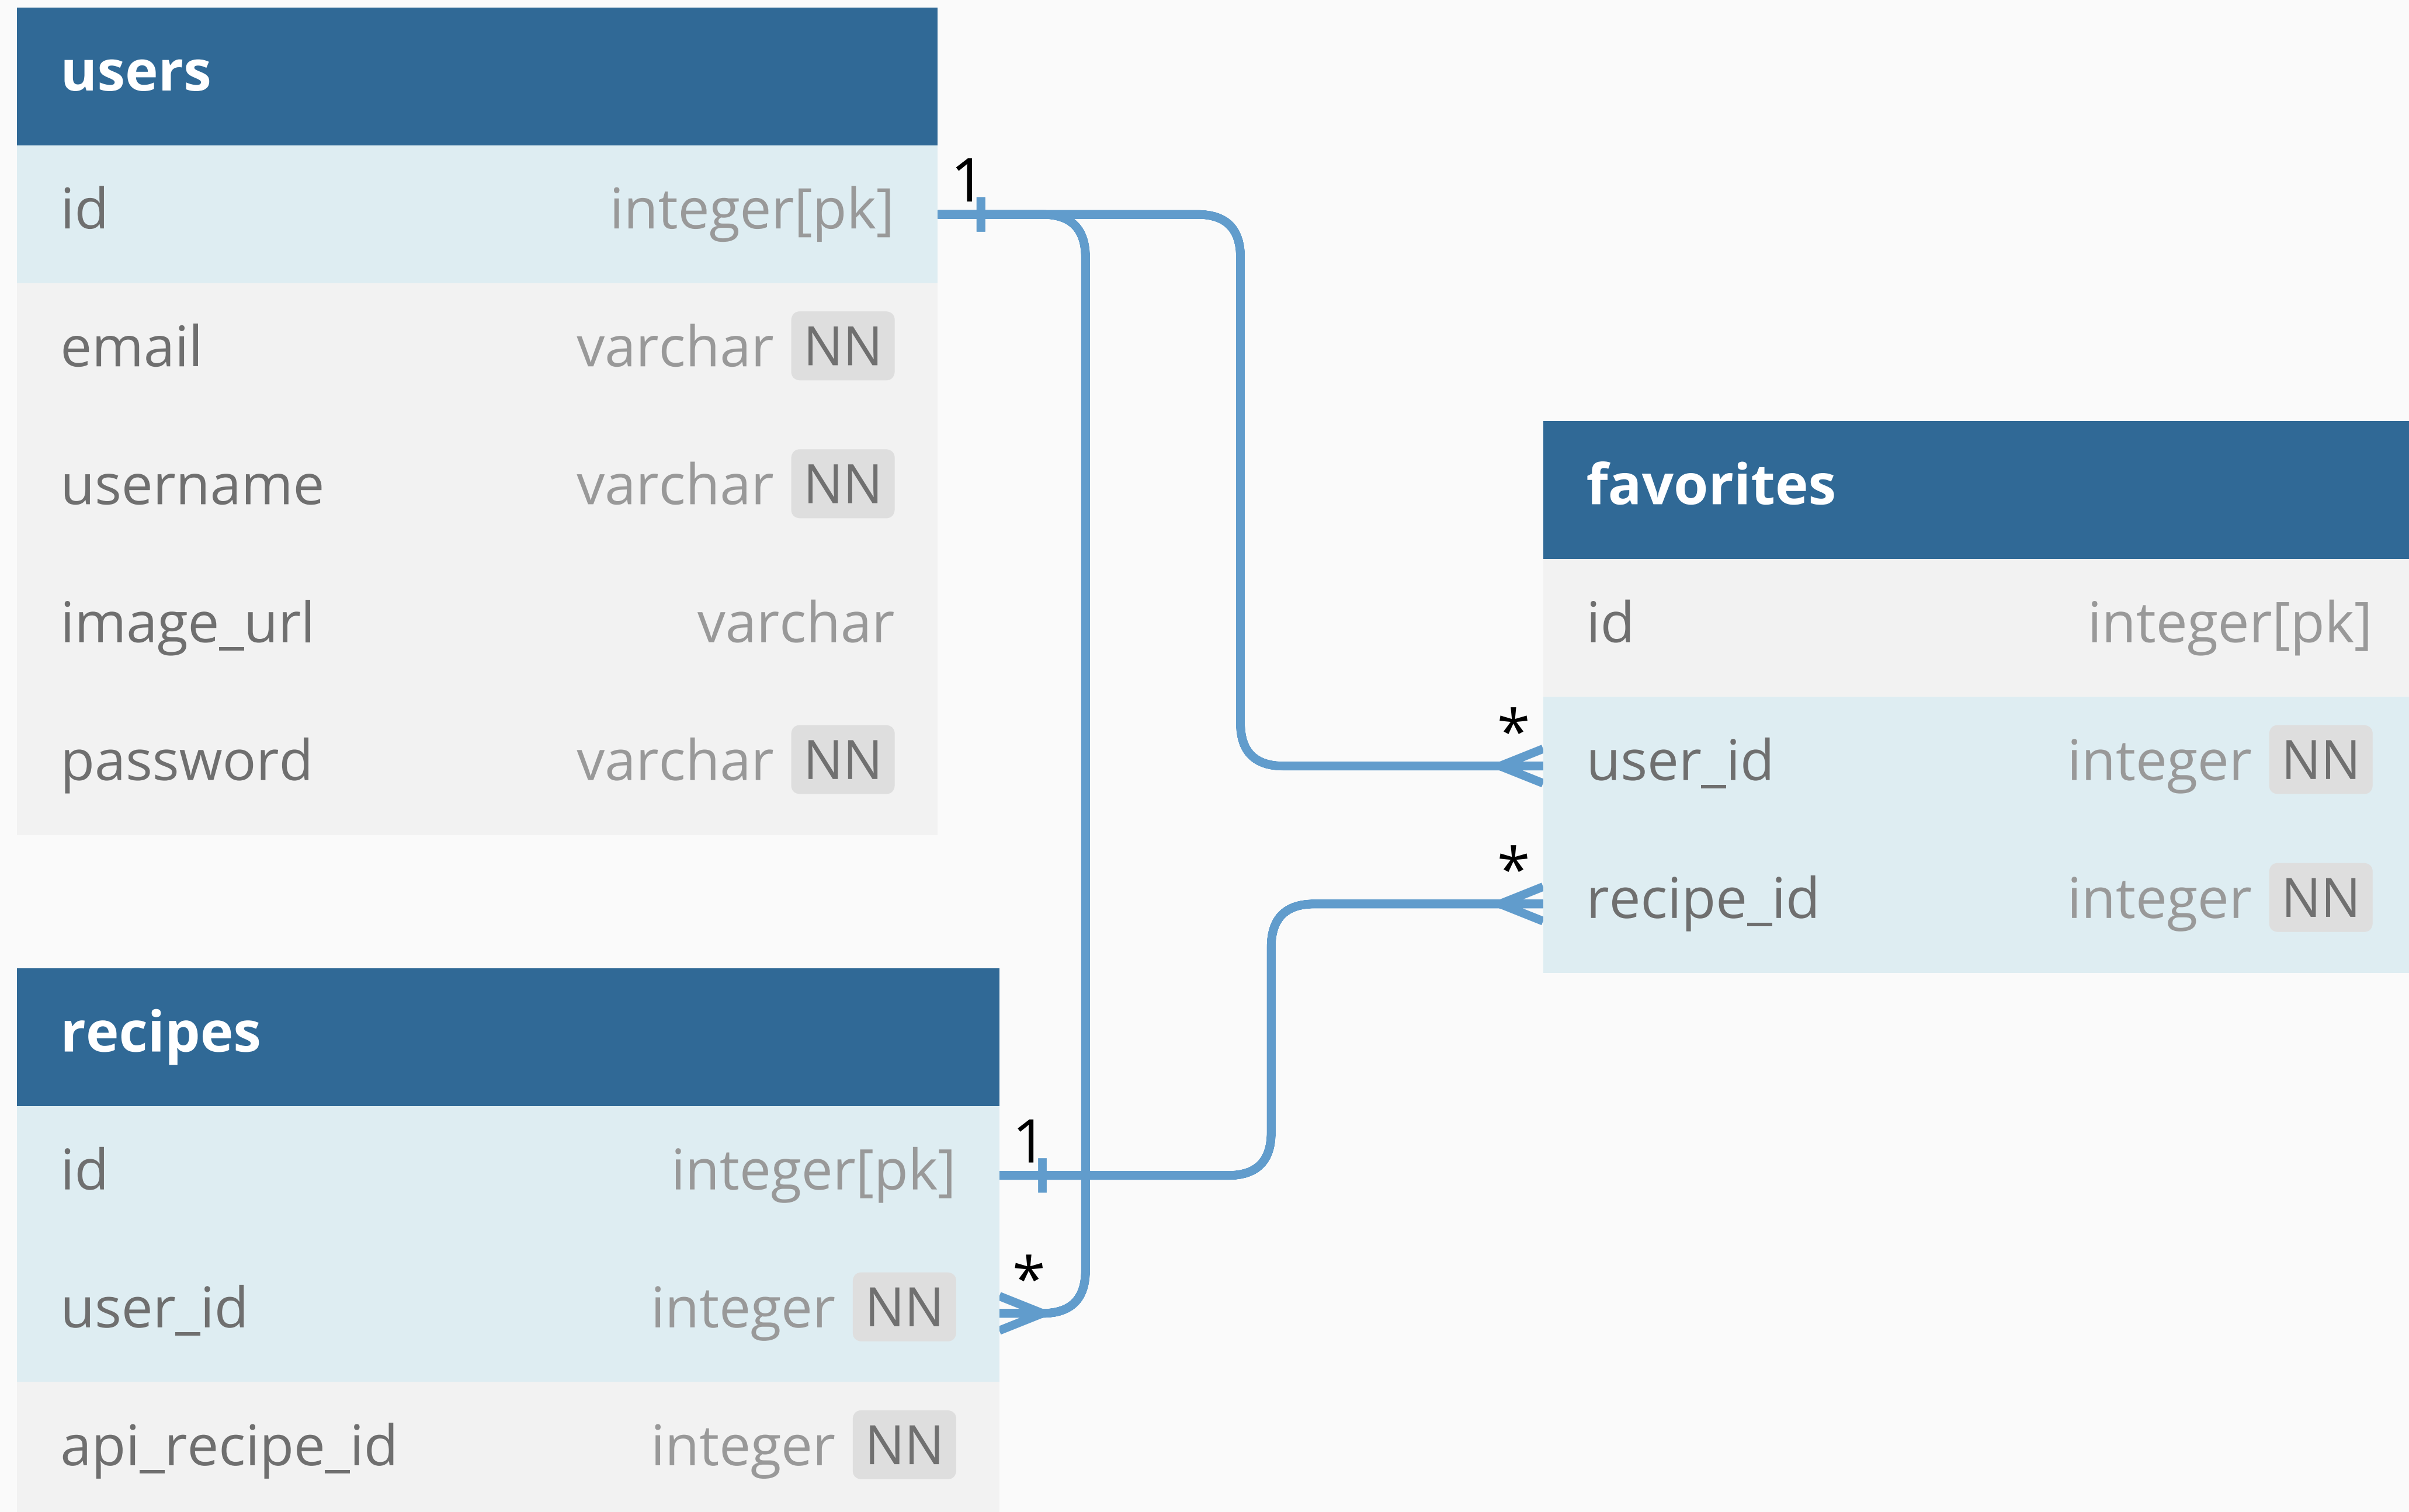 users
id integer[pk]
email varchar NN
username varchar NN
image_url varchar
password varchar NN
1
*
*
favorites
id integer[pk]
user_id integer NN
recipe_id integer NN
recipes
id integer[pk]
user_id integer NN
api_recipe_id integer NN
1
*